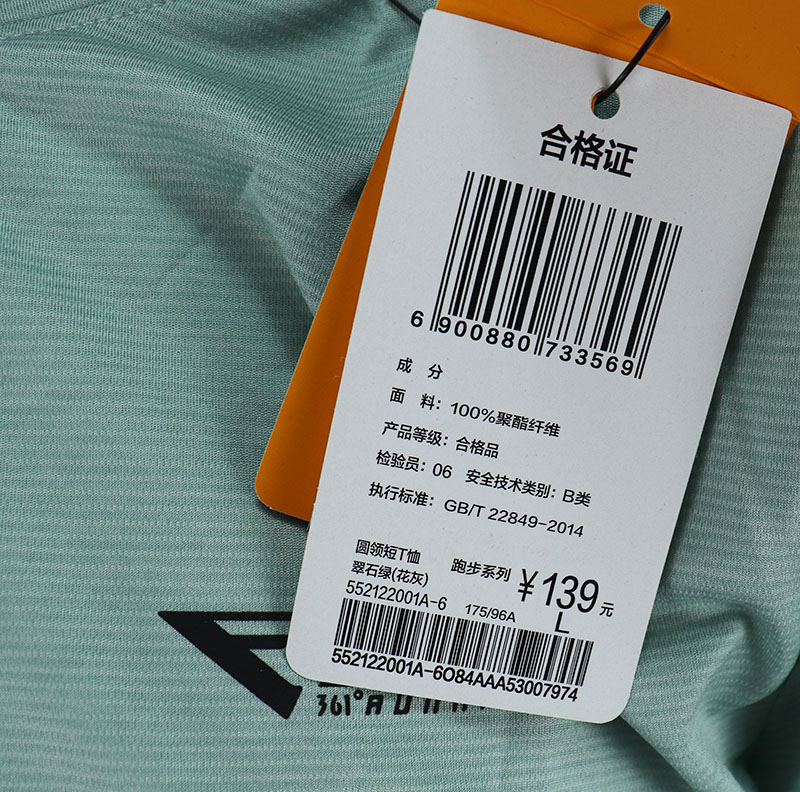 合格证
6 900880 733569
成 分
面 料：100%聚酯纤维
产品等级：合格品
检验员：06 安全技术类别：B类
执行标准：GB/T 22849-2014
圆领短T恤 跑步系列 ¥139元
翠石绿(花灰)
552122001A-6 175/96A L
552122001A-6O84AAA53007974
361°